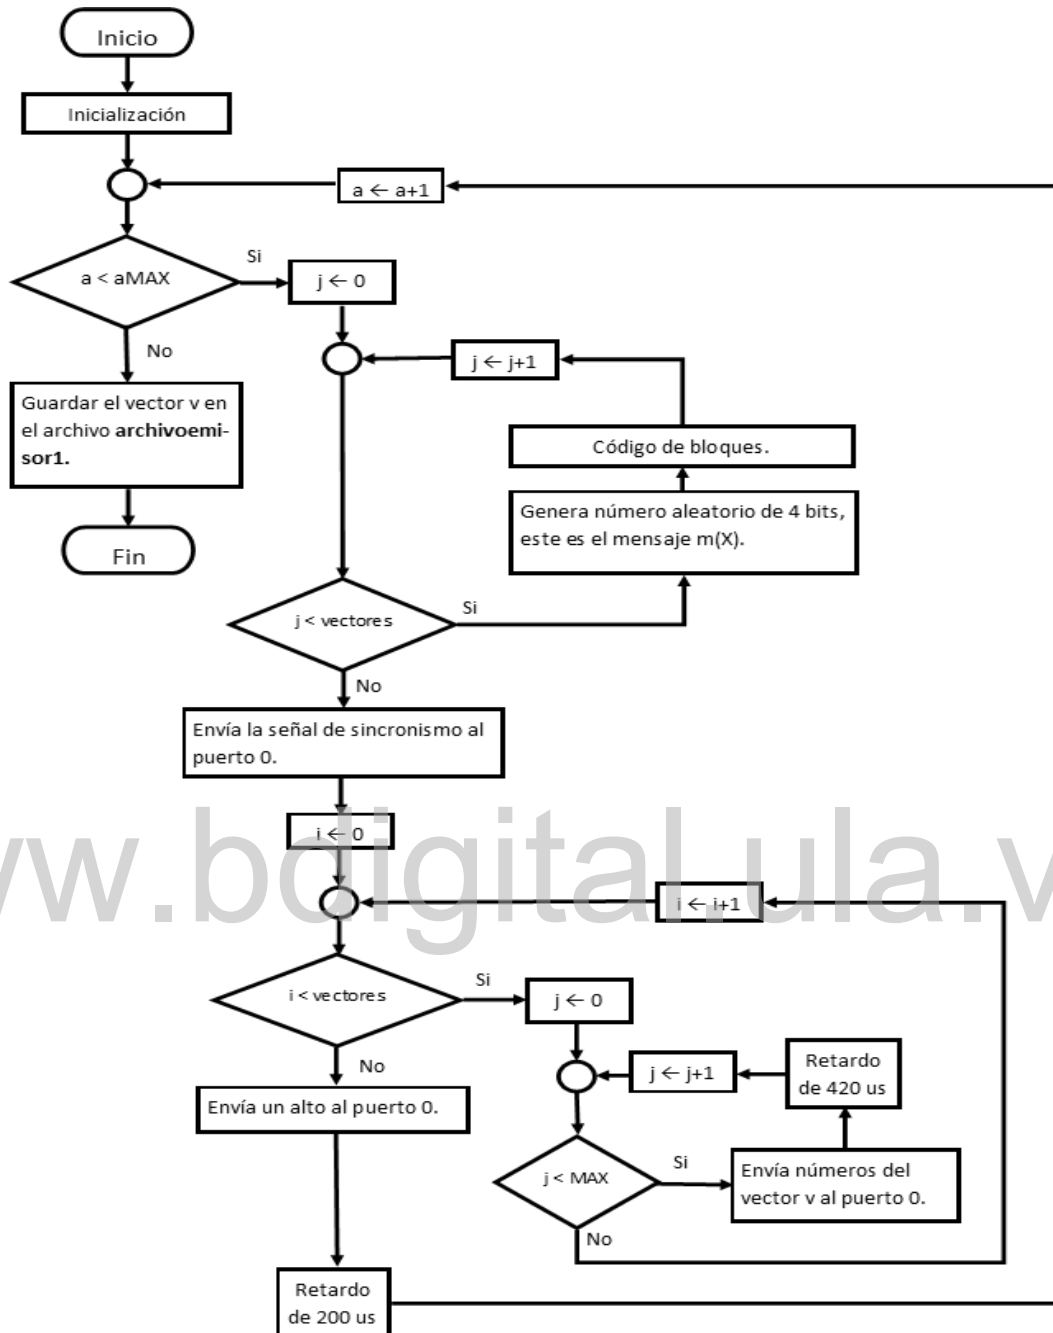 Inicio
Inicialización
a ← a+1
a < aMAX
Si
j ← 0
No
j ← j+1
Guardar el vector v en
el archivo archivoemi-
sor1.
Código de bloques.
Genera número aleatorio de 4 bits,
este es el mensaje m(X).
Fin
j < vectores
Si
No
Envía la señal de sincronismo al
puerto 0.
i ← 0
www.bdigital.ula.v
i ← i+1
i < vectores
Si
j ← 0
No
j ← j+1
Retardo
de 420 us
Envía un alto al puerto 0.
j < MAX
Si
Envía números del
vector v al puerto 0.
No
Retardo
de 200 us